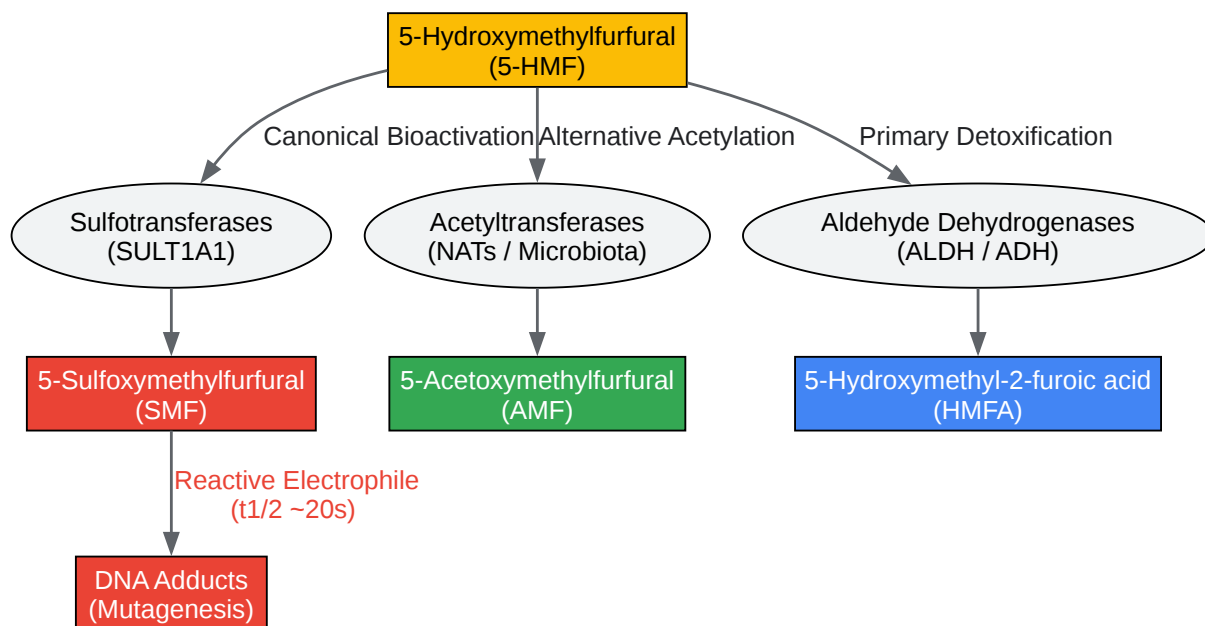 5-Hydroxymethylfurfural
(5-HMF)
Canonical Bioactivation
Alternative Acetylation
Primary Detoxification
Sulfotransferases
(SULT1A1)
Acetyltransferases
(NATs / Microbiota)
Aldehyde Dehydrogenases
(ALDH / ADH)
5-Sulfoxymethylfurfural
(SMF)
5-Acetoxymethylfurfural
(AMF)
5-Hydroxymethyl-2-furoic acid
(HMFA)
Reactive Electrophile
(t1/2 ~20s)
DNA Adducts
(Mutagenesis)